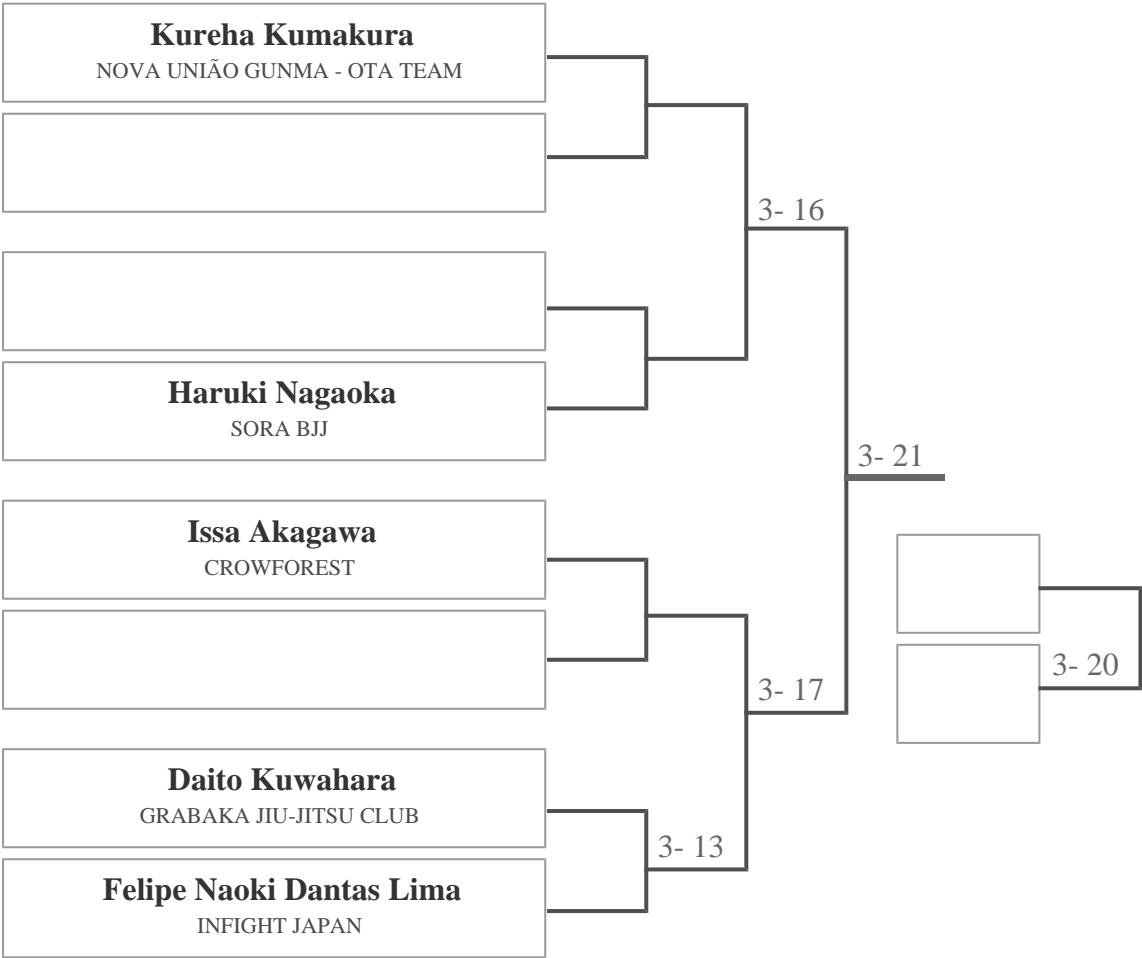 Kureha Kumakura
NOVA UNIÃO GUNMA - OTA TEAM
3- 16
Haruki Nagaoka
SORA BJJ
3- 21
Issa Akagawa
CROWFOREST
3- 20
3- 17
Daito Kuwahara
GRABAKA JIU-JITSU CLUB
3- 13
Felipe Naoki Dantas Lima
INFIGHT JAPAN